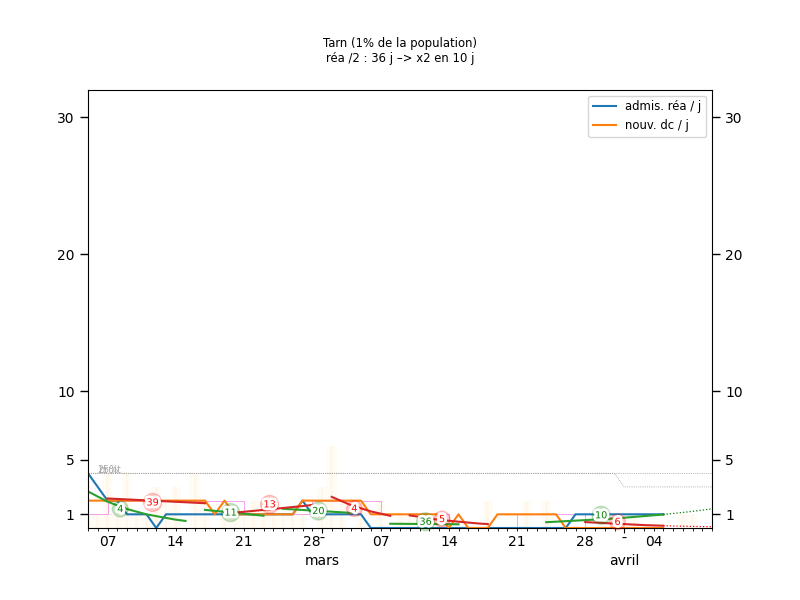 Tarn (1% de la population)
réa /2 : 36 j –> x2 en 10 j
admis. réa / j
nouv. dc / j
30 30
20 20
10 10
5 5
1 1
4 39 11 13 20 4 36 5 10 6
07 14 21 28 - 07 14 21 28 - 04
mars avril